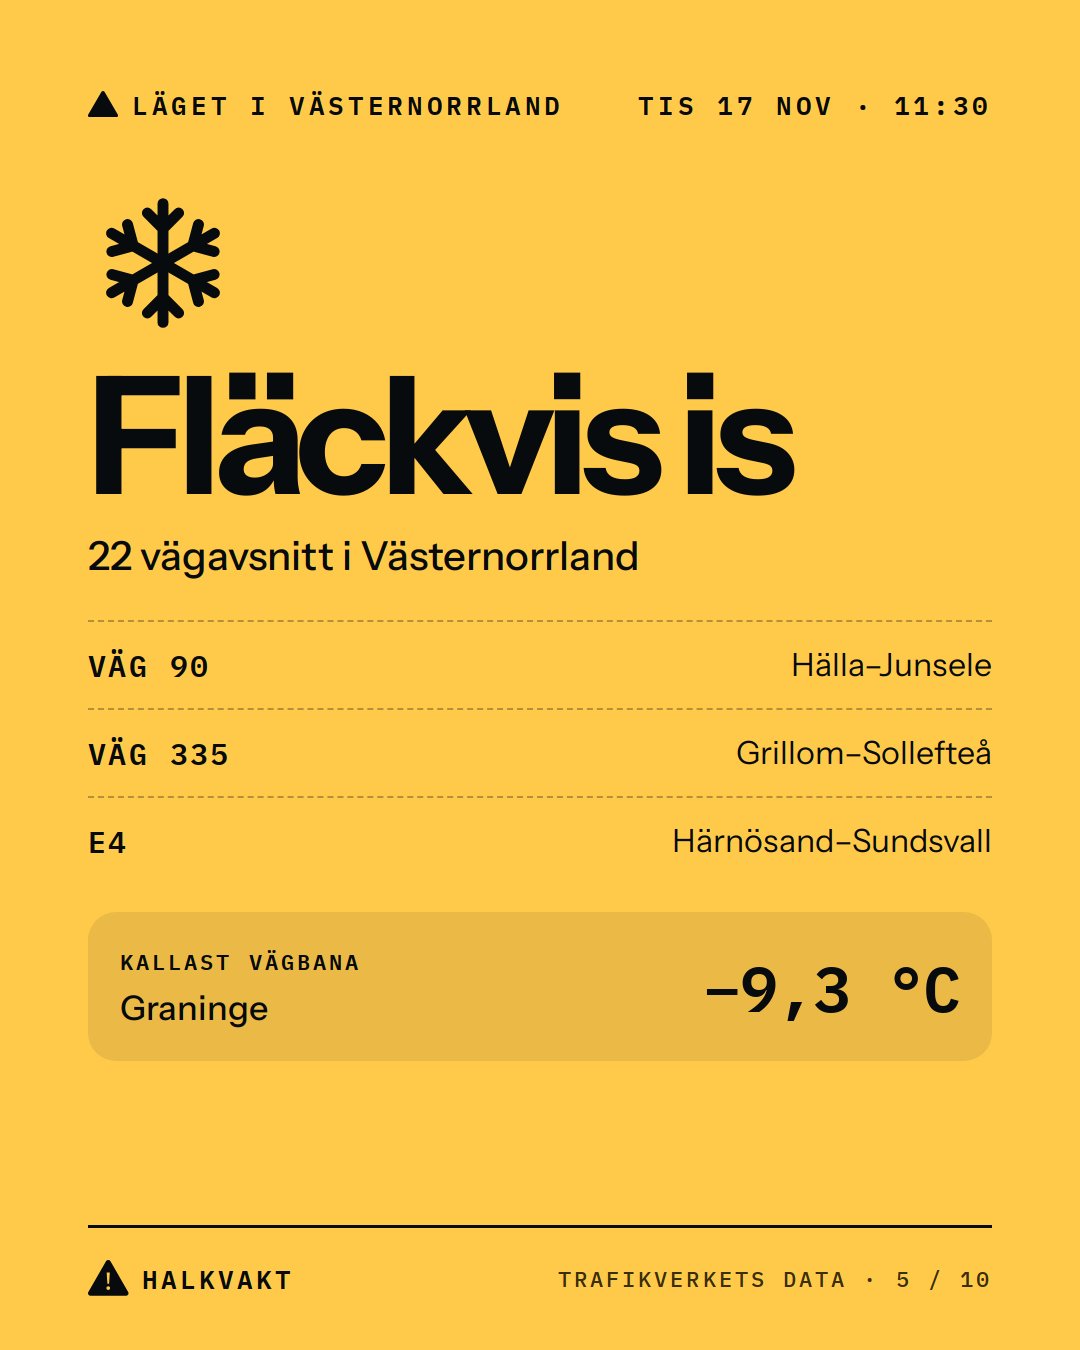 LÄGET I VÄSTERNORRLAND TIS 17 NOV · 11:30
Fläckvis is
22 vägavsnitt i Västernorrland
VÄG 90 Hälla–Junsele
VÄG 335 Grillom–Sollefteå
E4 Härnösand–Sundsvall
KALLAST VÄGBANA
Graninge
−9,3 °C
HALKVAKT TRAFIKVERKETS DATA · 5 / 10